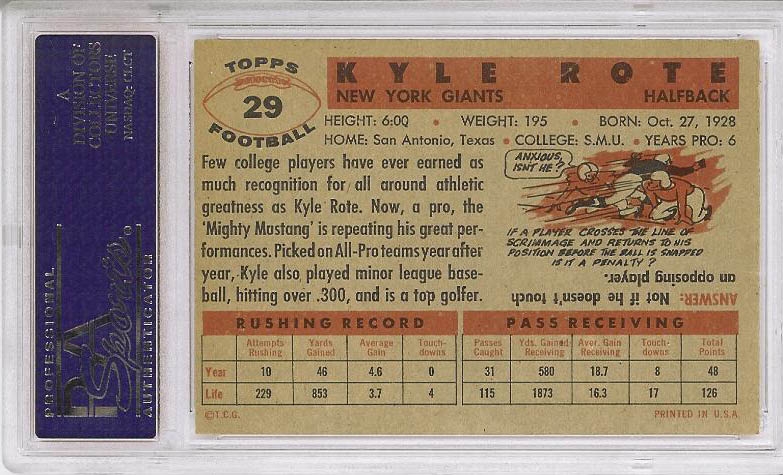 A
DIVISION OF
COLLECTORS
UNIVERSE
NASDAQ: CLCT
PROFESSIONAL
PSA
Sports
AUTHENTICATOR
TOPPS
29
FOOTBALL
KYLE ROTE
NEW YORK GIANTS HALFBACK
HEIGHT: 6:00 • WEIGHT: 195 • BORN: Oct. 27, 1928
HOME: San Antonio, Texas • COLLEGE: S.M.U. • YEARS PRO: 6
Few college players have ever earned as
much recognition for all around athletic
greatness as Kyle Rote. Now, a pro, the
'Mighty Mustang' is repeating his great per-
formances. Picked on All-Pro teams year after
year, Kyle also played minor league base-
ball, hitting over .300, and is a top golfer.
ANXIOUS,
ISN'T HE?
IF A PLAYER CROSSES THE LINE OF
SCRIMMAGE AND RETURNS TO HIS
POSITION BEFORE THE BALL IS SNAPPED
IS IT A PENALTY?
ANSWER: Not if he doesn't touch
an opposing player.
RUSHING RECORD PASS RECEIVING
Attempts Yards Average Touch- Passes Yds. Gained Aver. Gain Touch- Total
Rushing Gained Gain downs Caught Receiving Receiving downs Points
Year 10 46 4.6 0 31 580 18.7 8 48
Life 229 853 3.7 4 115 1873 16.3 17 126
©T.C.G. PRINTED IN U.S.A.